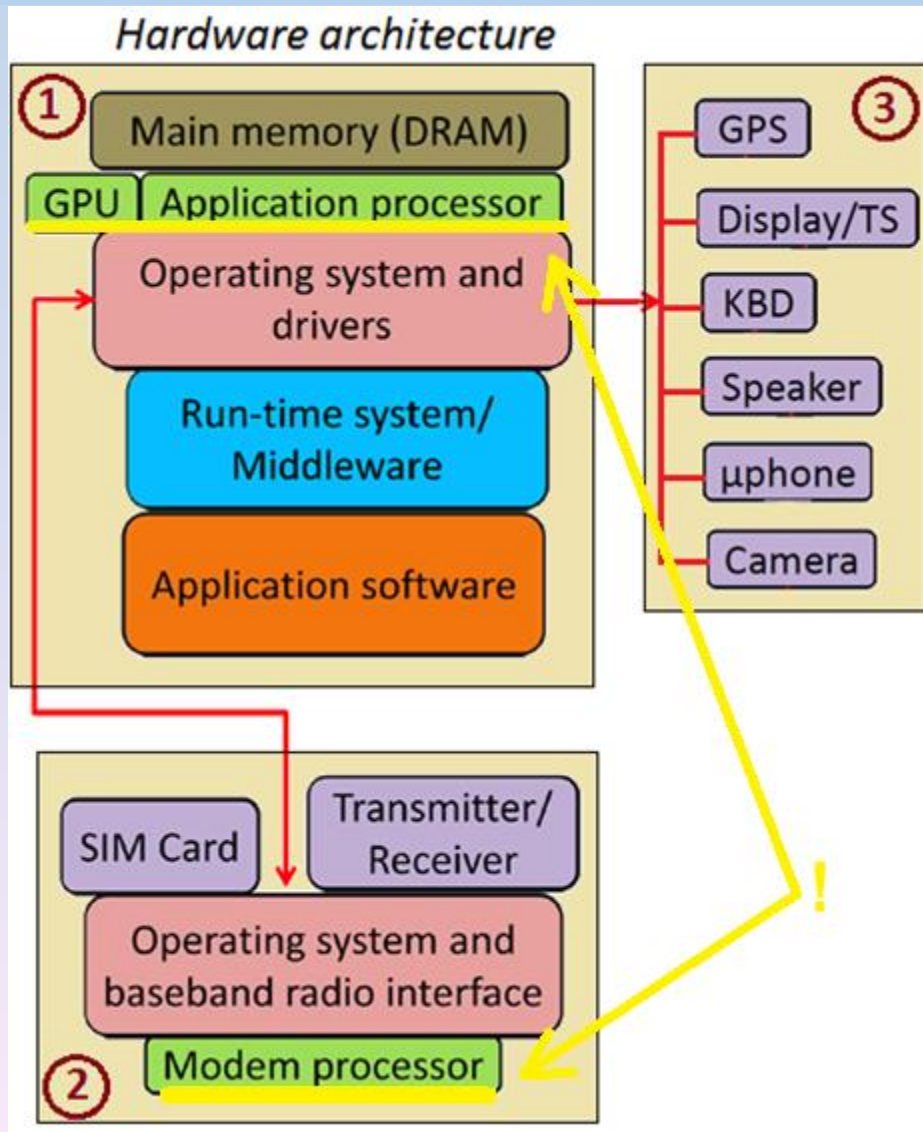 Hardware architecture
1
Main memory (DRAM)
GPU
Application processor
Operating system and
drivers
Run-time system/
Middleware
Application software
3
GPS
Display/TS
KBD
Speaker
µphone
Camera
!
SIM Card
Transmitter/
Receiver
Operating system and
baseband radio interface
Modem processor
2